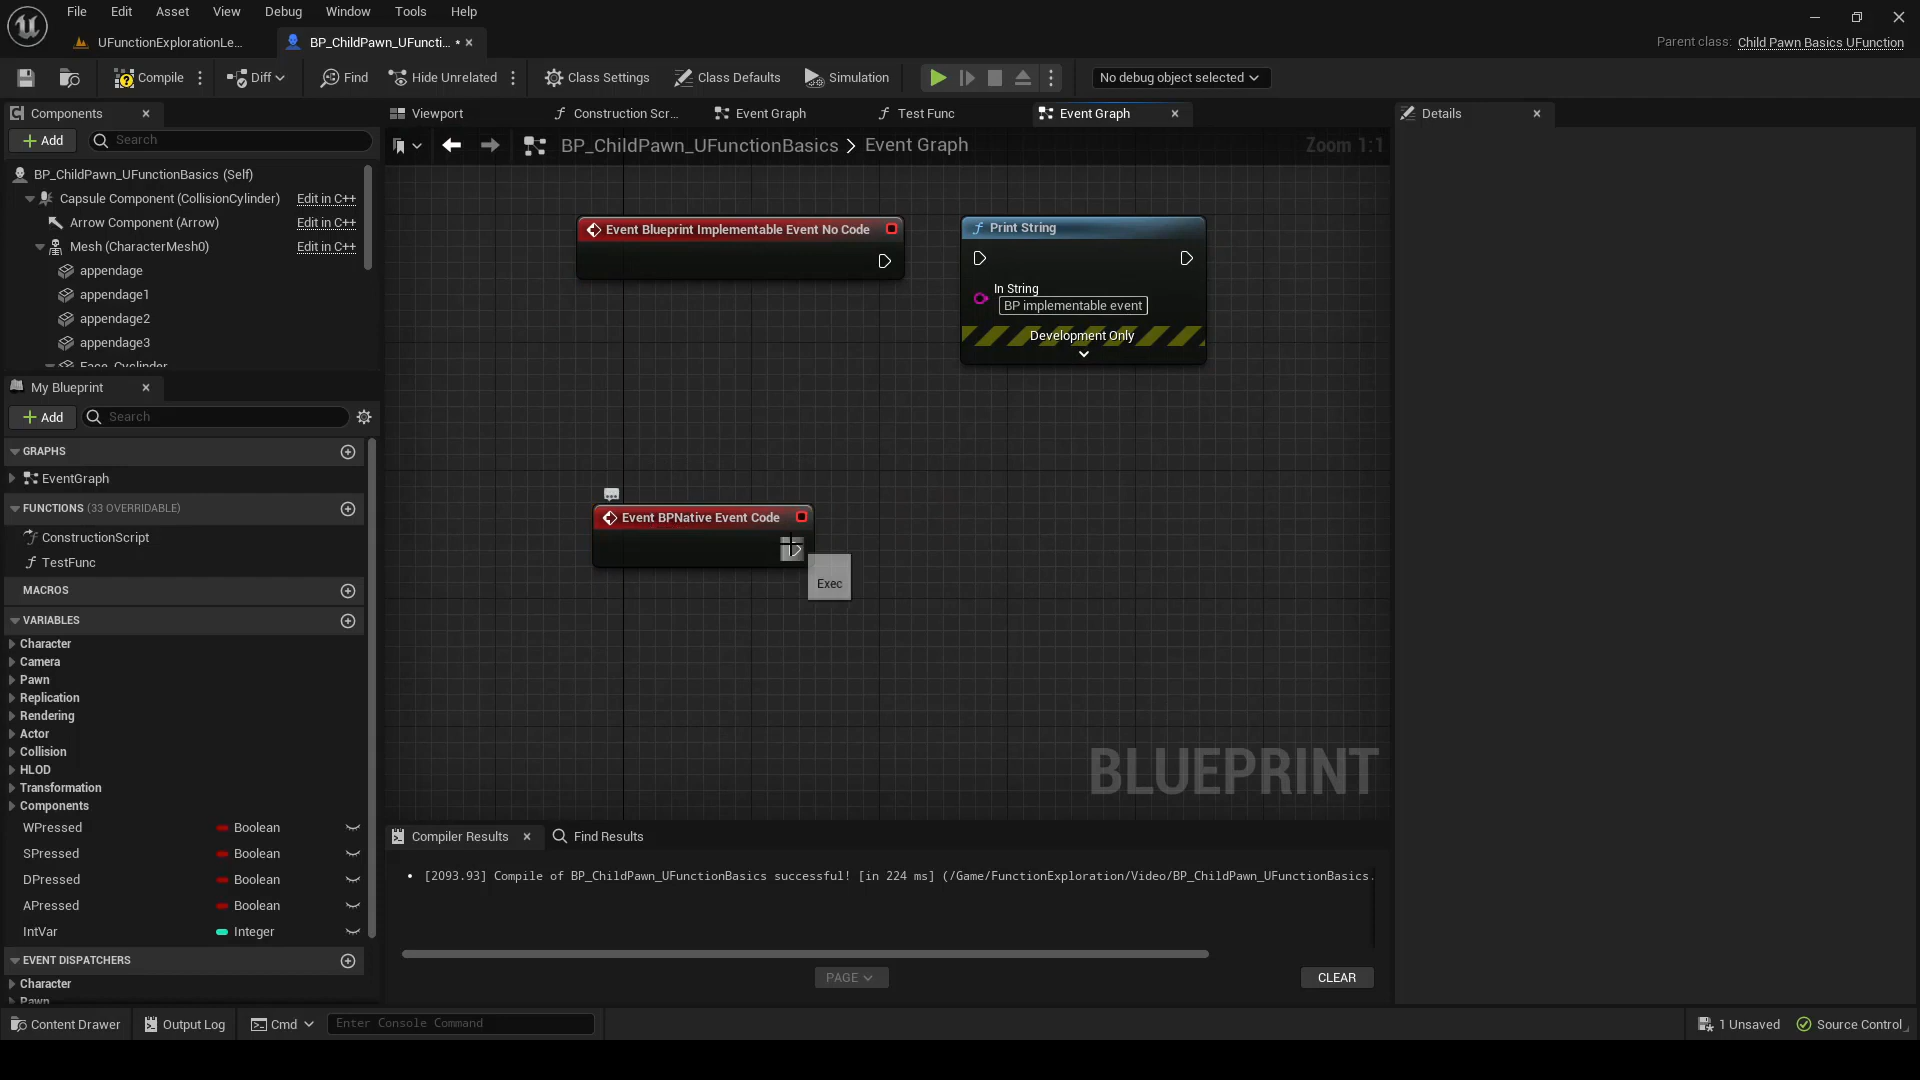 File Edit Asset View Debug Window Tools Help
UFunctionExplorationLe...
BP_ChildPawn_UFuncti... *
Parent class: Child Pawn Basics UFunction
Compile
Diff
Find
Hide Unrelated
Class Settings
Class Defaults
Simulation
No debug object selected
Components
Viewport
Construction Scr...
Event Graph
Test Func
Event Graph
Details
Add
Search
BP_ChildPawn_UFunctionBasics > Event Graph
Zoom 1:1
BP_ChildPawn_UFunctionBasics (Self)
Capsule Component (CollisionCylinder) Edit in C++
Arrow Component (Arrow) Edit in C++
Mesh (CharacterMesh0) Edit in C++
appendage
appendage1
appendage2
appendage3
Event Blueprint Implementable Event No Code
Print String
In String
BP implementable event
Development Only
My Blueprint
Add
Search
GRAPHS
EventGraph
FUNCTIONS (33 OVERRIDABLE)
ConstructionScript
TestFunc
MACROS
VARIABLES
Character
Camera
Pawn
Replication
Rendering
Actor
Collision
HLOD
Transformation
Components
WPressed Boolean
SPressed Boolean
DPressed Boolean
APressed Boolean
IntVar Integer
EVENT DISPATCHERS
Character
Pawn
Event BPNative Event Code
Exec
BLUEPRINT
Compiler Results
Find Results
[2093.93] Compile of BP_ChildPawn_UFunctionBasics successful! [in 224 ms] (/Game/FunctionExploration/Video/BP_ChildPawn_UFunctionBasics.
PAGE
CLEAR
Content Drawer
Output Log
Cmd
Enter Console Command
1 Unsaved
Source Control